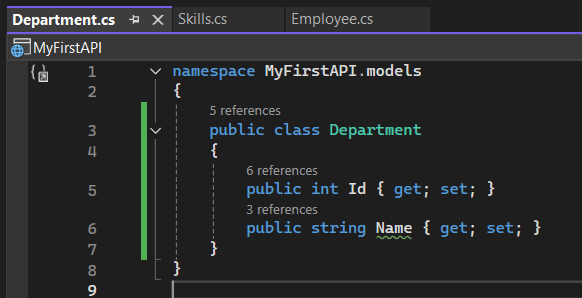 Department.cs
Skills.cs
Employee.cs
MyFirstAPI
1 namespace MyFirstAPI.models
2 {
5 references
3 public class Department
4 {
6 references
5 public int Id { get; set; }
3 references
6 public string Name { get; set; }
7 }
8 }
9